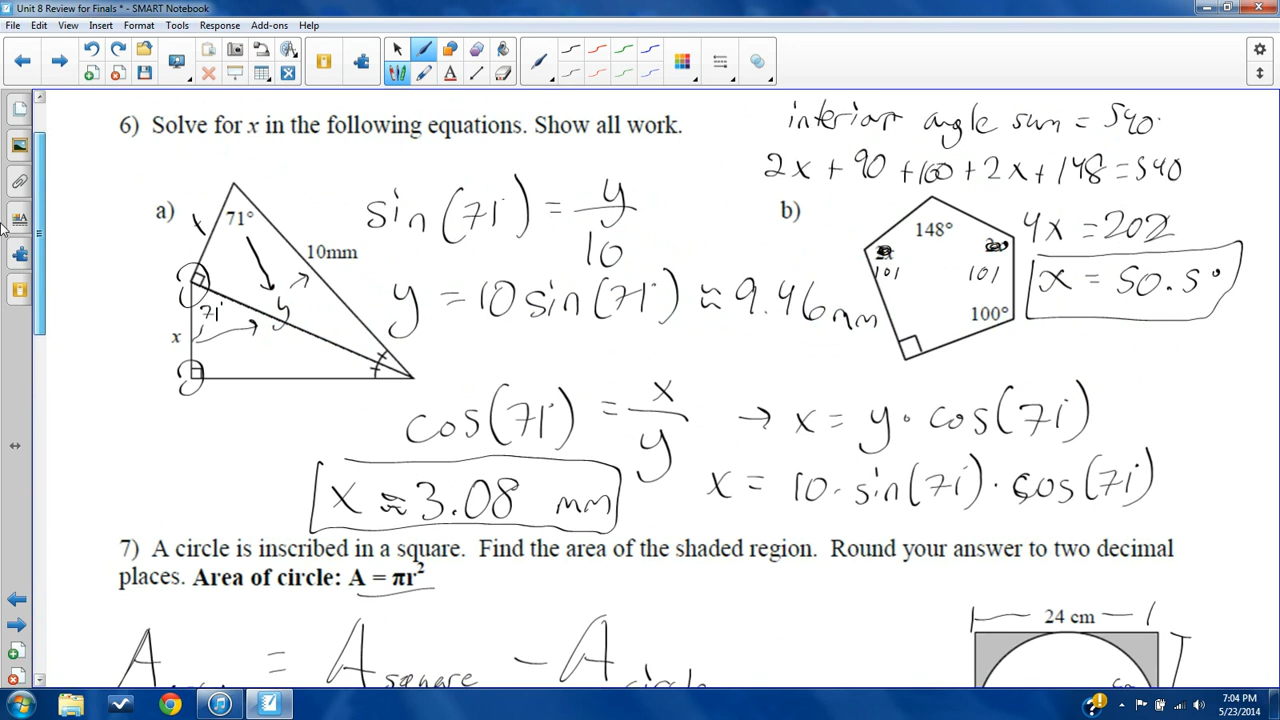 Unit 8 Review for Finals * - SMART Notebook
File Edit View Insert Format Tools Response Add-ons Help
6) Solve for x in the following equations. Show all work.
interior angle sum = 540
2x + 90 + 100 + 2x + 148 = 540
a)
71°
x
10mm
y
71
x
sin(71) = y/10
y = 10 sin(71) ≈ 9.46 mm
b)
148°
101
101
100°
4x = 202
x = 50.5°
cos(71) = x/y → x = y · cos(71)
x = 10 · sin(71) · cos(71)
x ≈ 3.08 mm
7) A circle is inscribed in a square. Find the area of the shaded region. Round your answer to two decimal
places. Area of circle: A = πr²
24 cm
A = A square - A circle
7:04 PM
5/23/2014